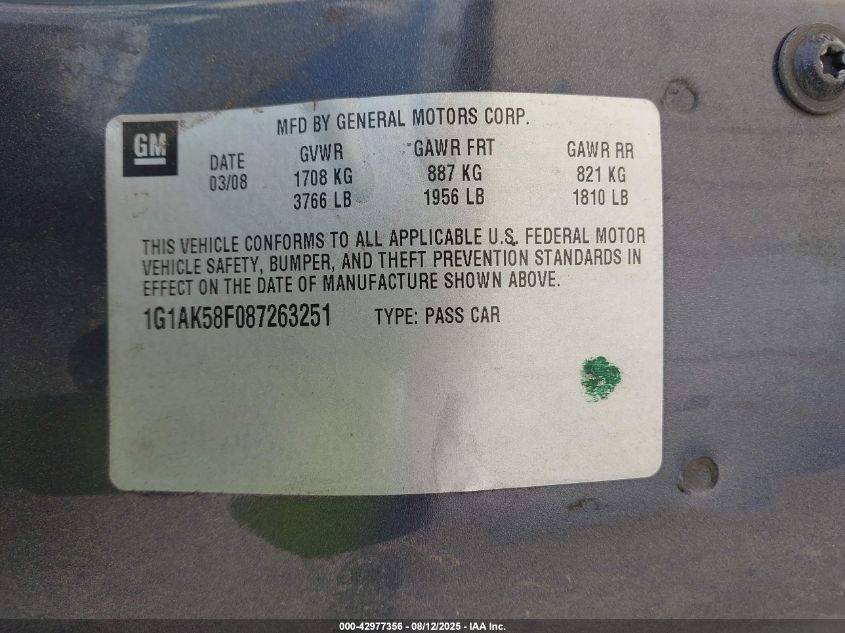 GM
MFD BY GENERAL MOTORS CORP.
DATE GVWR GAWR FRT GAWR RR
03/08 1708 KG 887 KG 821 KG
3766 LB 1956 LB 1810 LB
THIS VEHICLE CONFORMS TO ALL APPLICABLE U.S. FEDERAL MOTOR
VEHICLE SAFETY, BUMPER, AND THEFT PREVENTION STANDARDS IN
EFFECT ON THE DATE OF MANUFACTURE SHOWN ABOVE.
1G1AK58F087263251 TYPE: PASS CAR
000-42977356 - 08/12/2025 - IAA Inc.